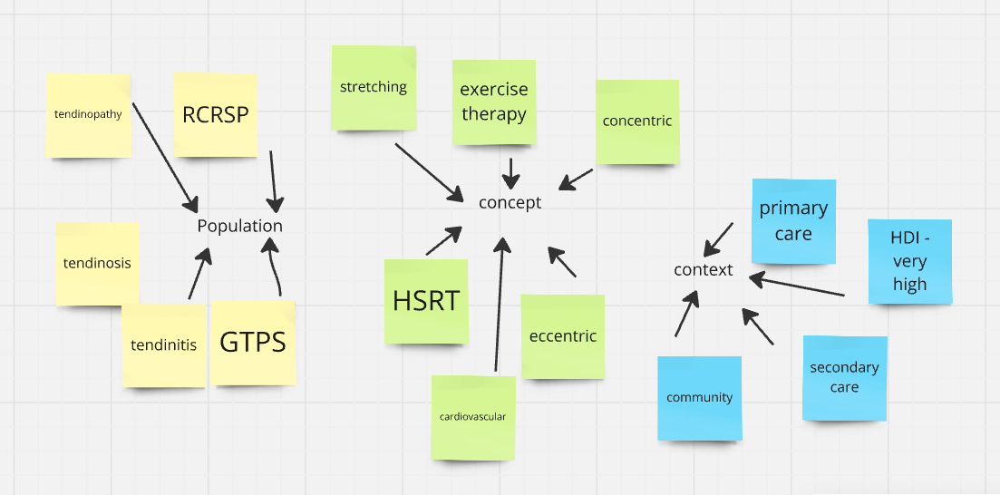 tendinopathy
RCRSP
Population
tendinosis
tendinitis
GTPS
stretching
exercise
therapy
concentric
concept
HSRT
eccentric
cardiovascular
primary
care
HDI -
very
high
context
secondary
care
community